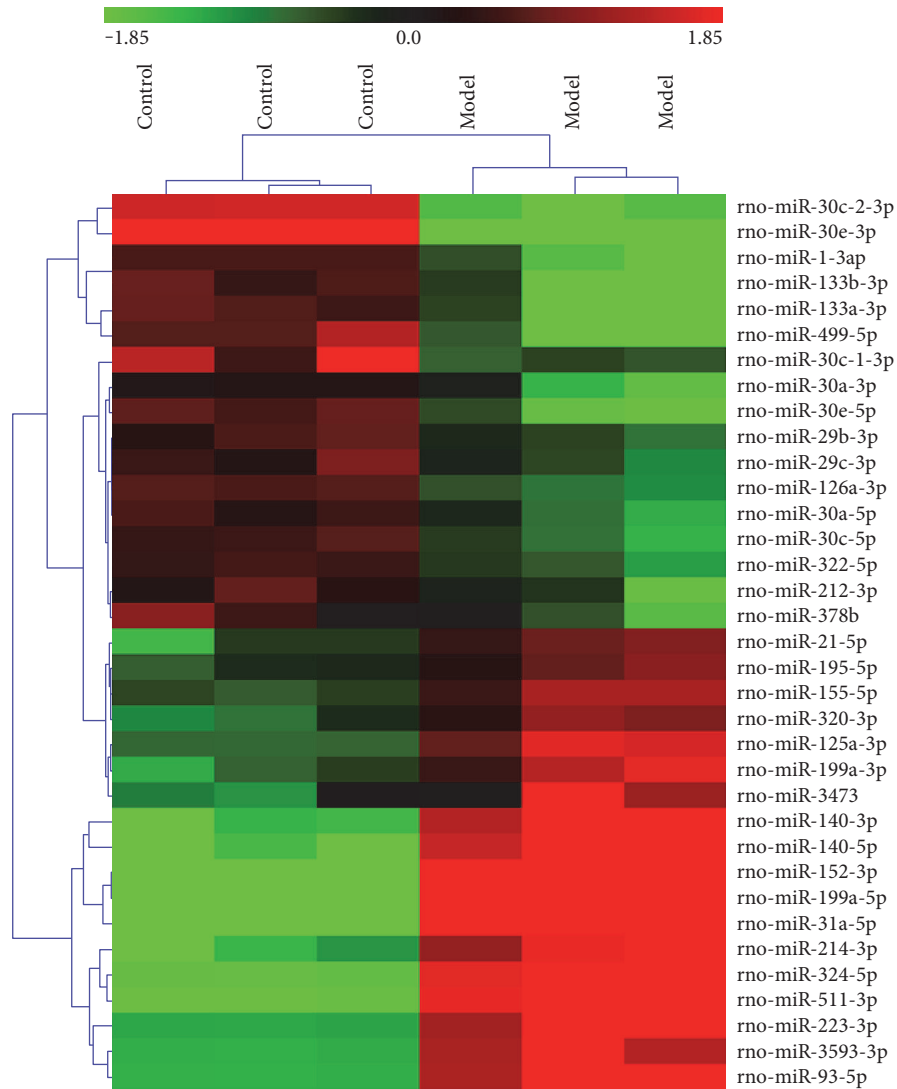 -1.85 0.0 1.85
Control Control Control Model Model Model
rno-miR-30c-2-3p
rno-miR-30e-3p
rno-miR-1-3ap
rno-miR-133b-3p
rno-miR-133a-3p
rno-miR-499-5p
rno-miR-30c-1-3p
rno-miR-30a-3p
rno-miR-30e-5p
rno-miR-29b-3p
rno-miR-29c-3p
rno-miR-126a-3p
rno-miR-30a-5p
rno-miR-30c-5p
rno-miR-322-5p
rno-miR-212-3p
rno-miR-378b
rno-miR-21-5p
rno-miR-195-5p
rno-miR-155-5p
rno-miR-320-3p
rno-miR-125a-3p
rno-miR-199a-3p
rno-miR-3473
rno-miR-140-3p
rno-miR-140-5p
rno-miR-152-3p
rno-miR-199a-5p
rno-miR-31a-5p
rno-miR-214-3p
rno-miR-324-5p
rno-miR-511-3p
rno-miR-223-3p
rno-miR-3593-3p
rno-miR-93-5p